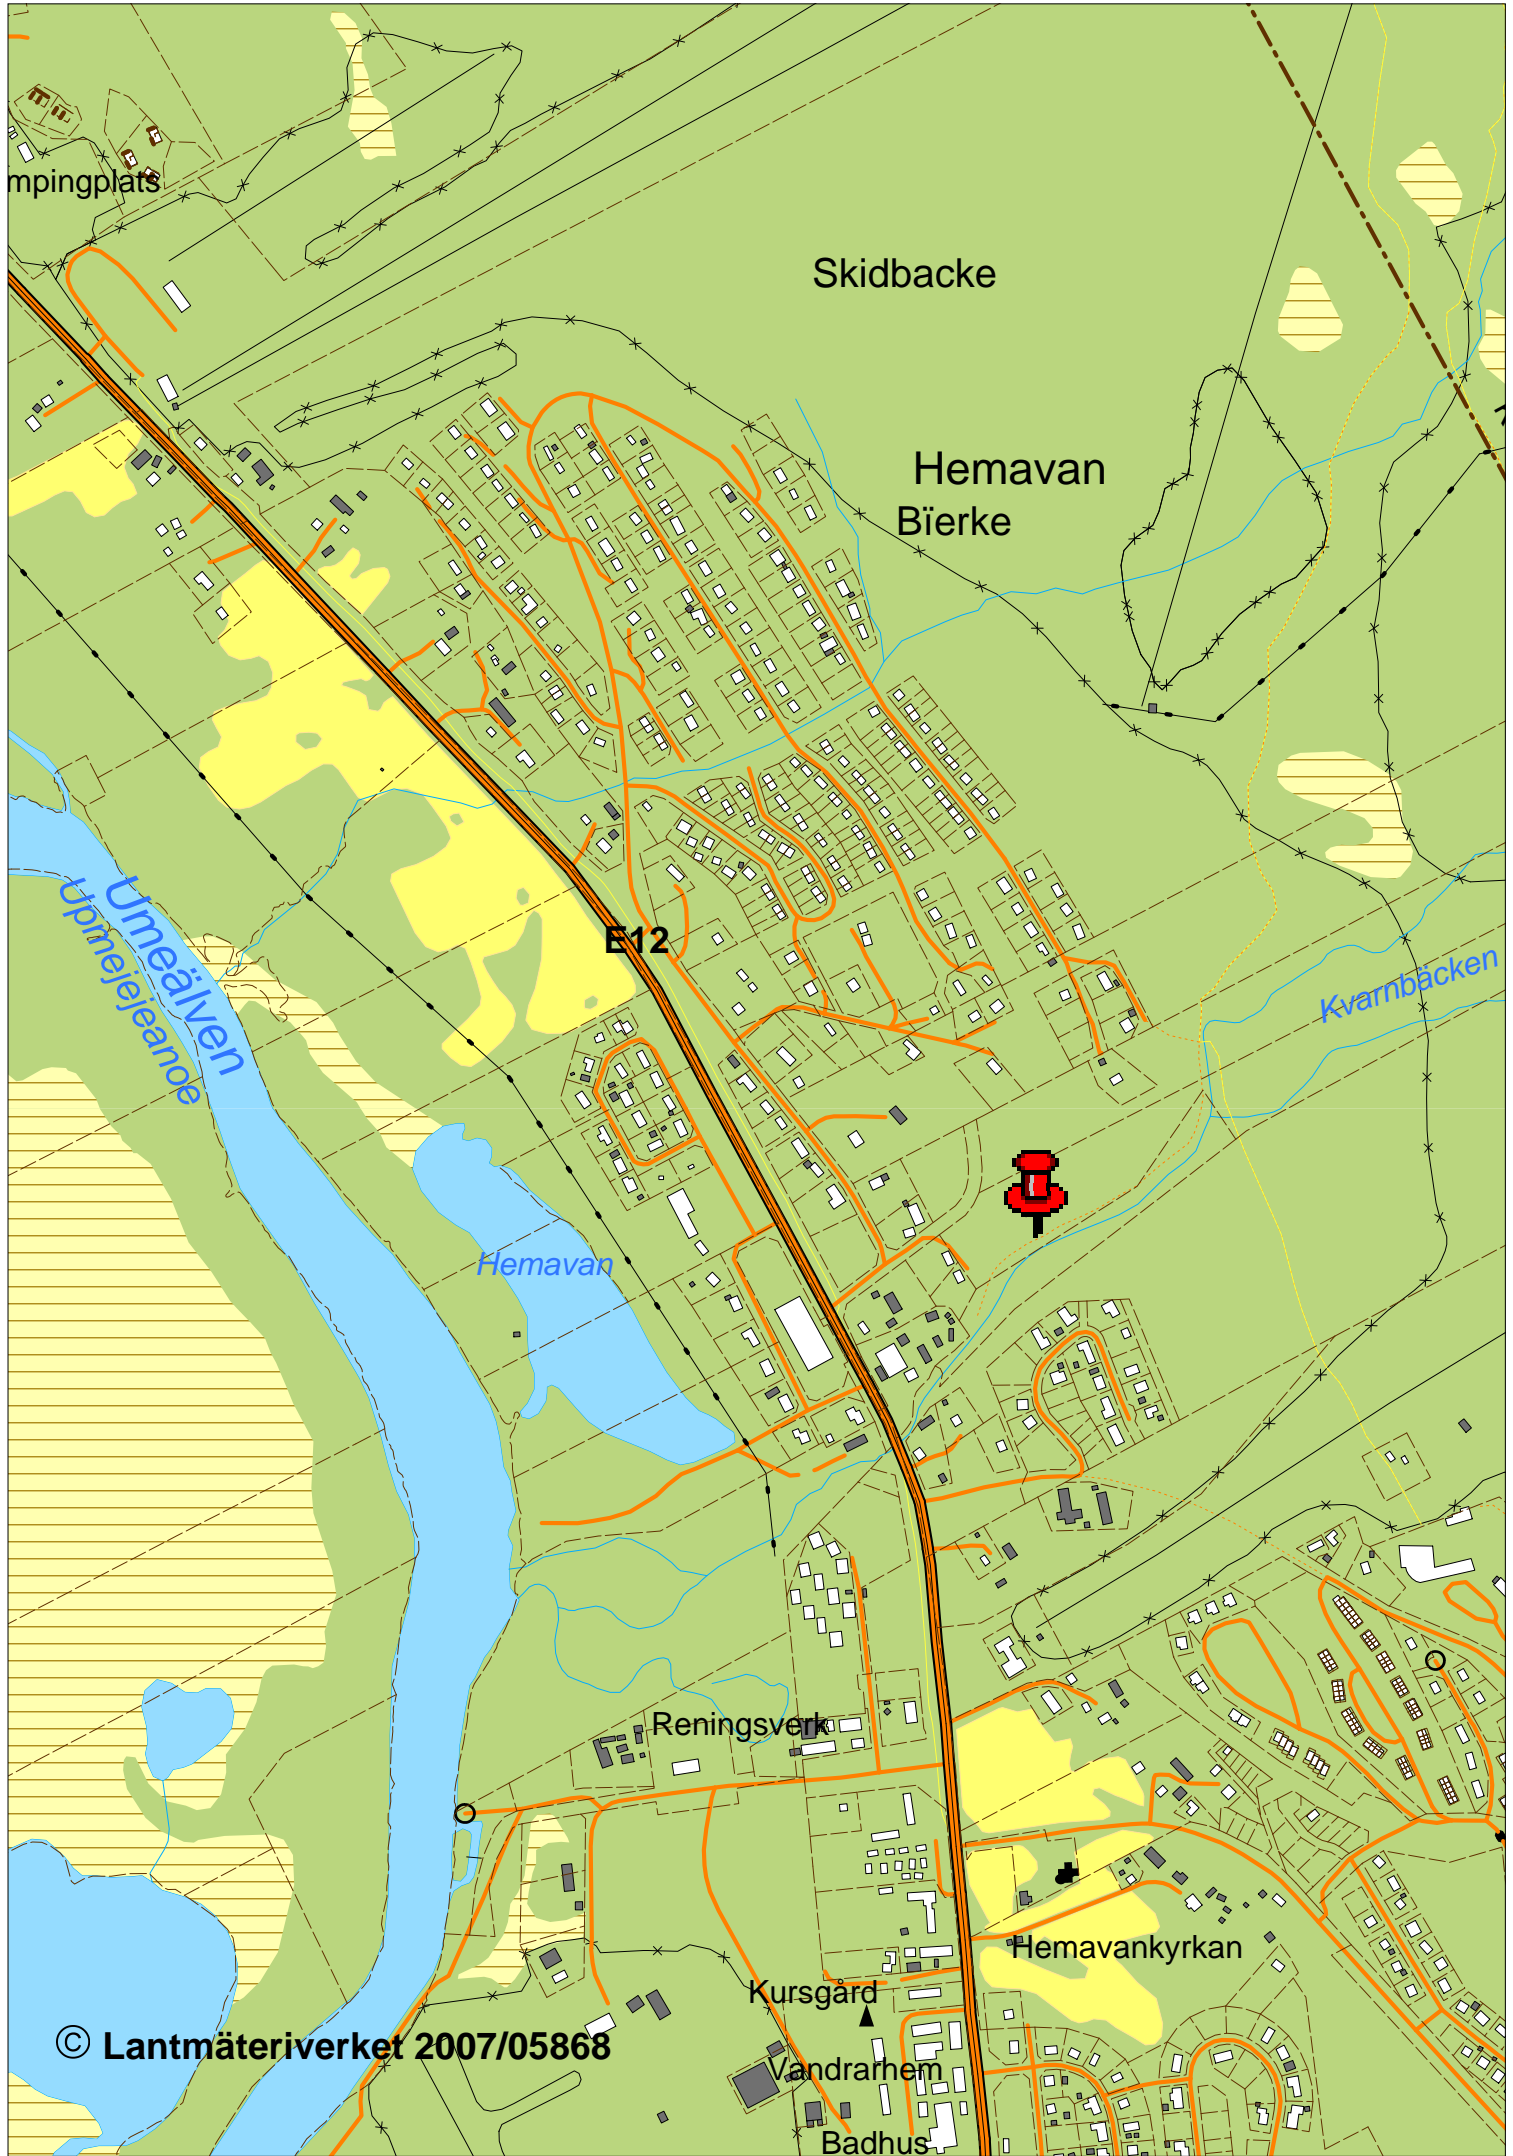 mpingplats
Skidbacke
Hemavan
Bïerke
E12
Umeälven
Upmejejeanoe
Kvarnbäcken
Hemavan
Reningsverk
Hemavankyrkan
Kursgård
© Lantmäteriverket 2007/05868
Vandrarhem
Badhus